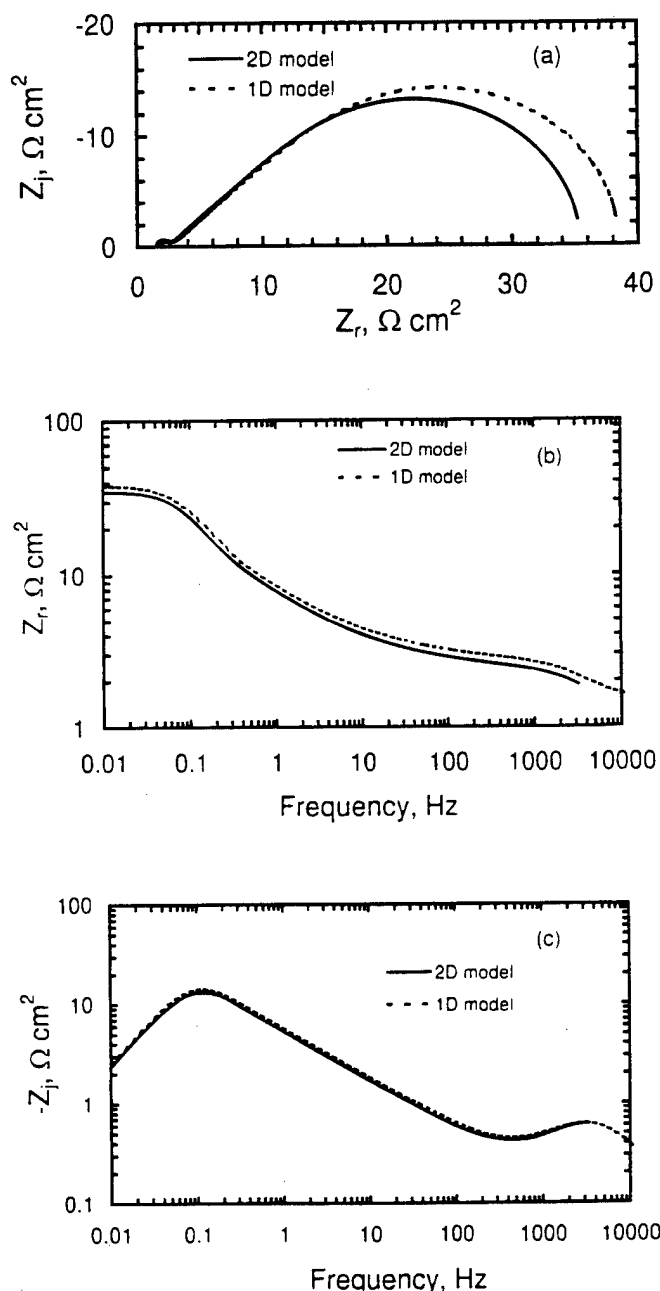 -20
(a)
2D model
1D model
Z_j, Ω cm²
-10
0
0 10 20 30 40
Z_r, Ω cm²
100
2D model
(b)
1D model
Z_r, Ω cm²
10
1
0.01 0.1 1 10 100 1000 10000
Frequency, Hz
100
(c)
2D model
1D model
-Z_j, Ω cm²
10
1
0.1
0.01 0.1 1 10 100 1000 10000
Frequency, Hz